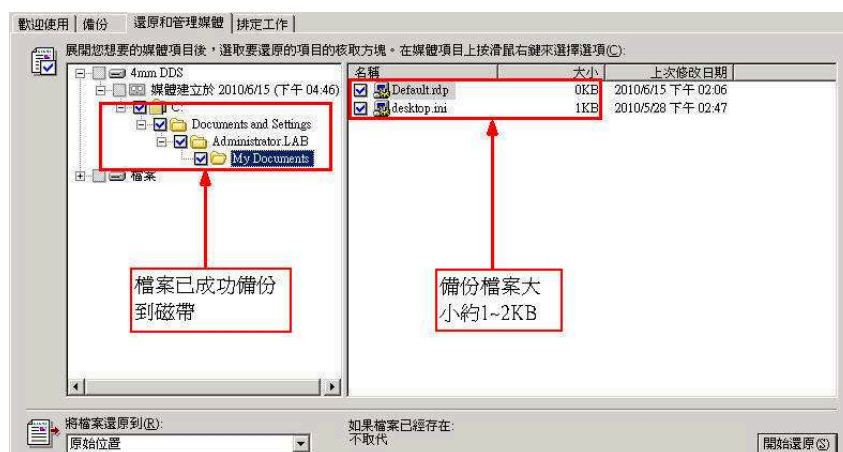 歡迎使用 備份 還原和管理媒體 排定工作
展開您想要的媒體項目後，選取要還原的項目的核取方塊。在媒體項目上按滑鼠右鍵來選擇選項(C):
4mm DDS
媒體建立於 2010/6/15 (下午 04:46)
C:
Documents and Settings
Administrator.LAB
My Documents
檔案
名稱 大小 上次修改日期
Default.rdp 0KB 2010/6/15 下午 02:06
desktop.ini 1KB 2010/5/28 下午 02:47
檔案已成功備份
到磁帶
備份檔案大
小約1~2KB
將檔案還原到(R):
原始位置
如果檔案已經存在:
不取代
開始還原(S)